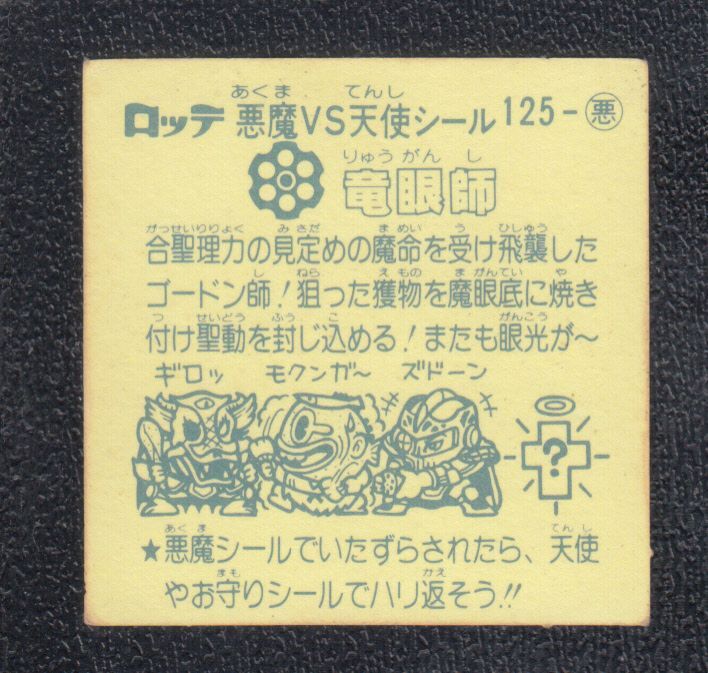 あくま てんし
ロッテ 悪魔VS天使シール 125-悪
りゅうがんし
竜眼師
がっせいりりょく みさだ まめい う ひしゅう
合聖理力の見定めの魔命を受け飛襲した
し ねら えもの まがんてい や
ゴードン師!狙った獲物を魔眼底に焼き
つ せいどう ふう こ がんこう
付け聖動を封じ込める!またも眼光が〜
ギロッ モクンガ〜 ズドーン
?
あくま てんし
★悪魔シールでいたずらされたら、天使
まも かえ
やお守りシールでハリ返そう!!